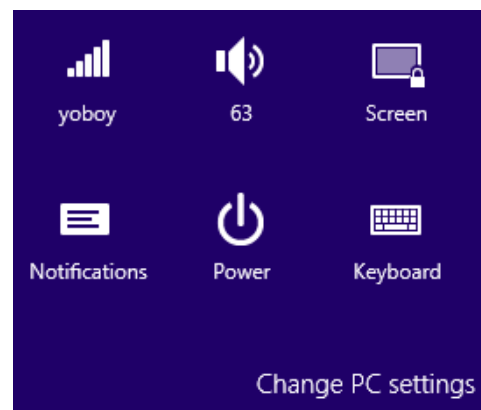 yoboy
63
Screen
Notifications
Power
Keyboard
Change PC settings